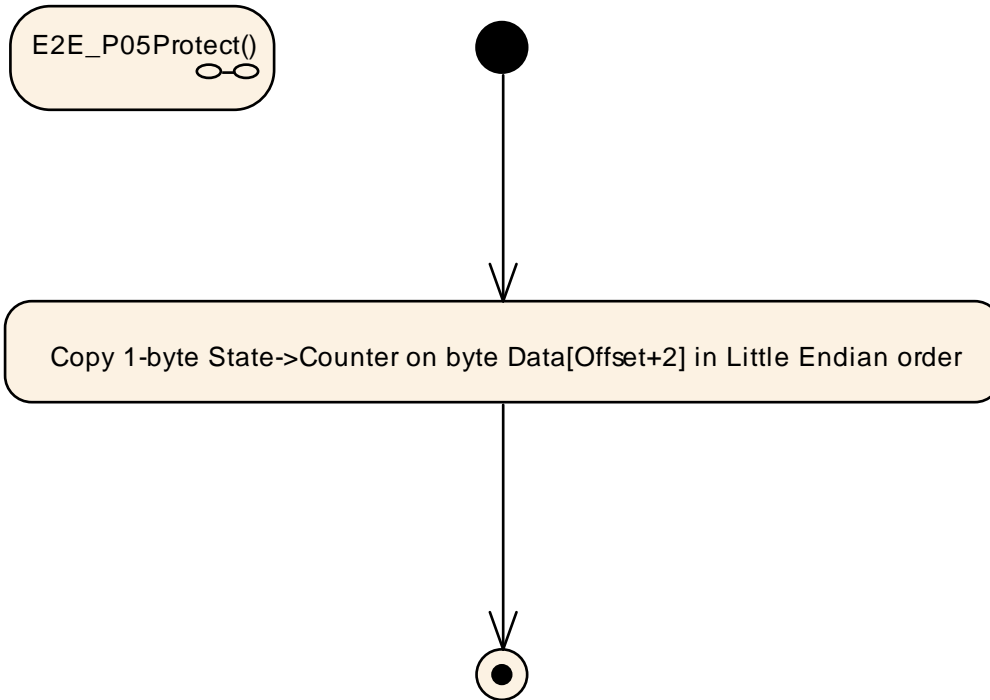 E2E_P05Protect()
Copy 1-byte State->Counter on byte Data[Offset+2] in Little Endian order